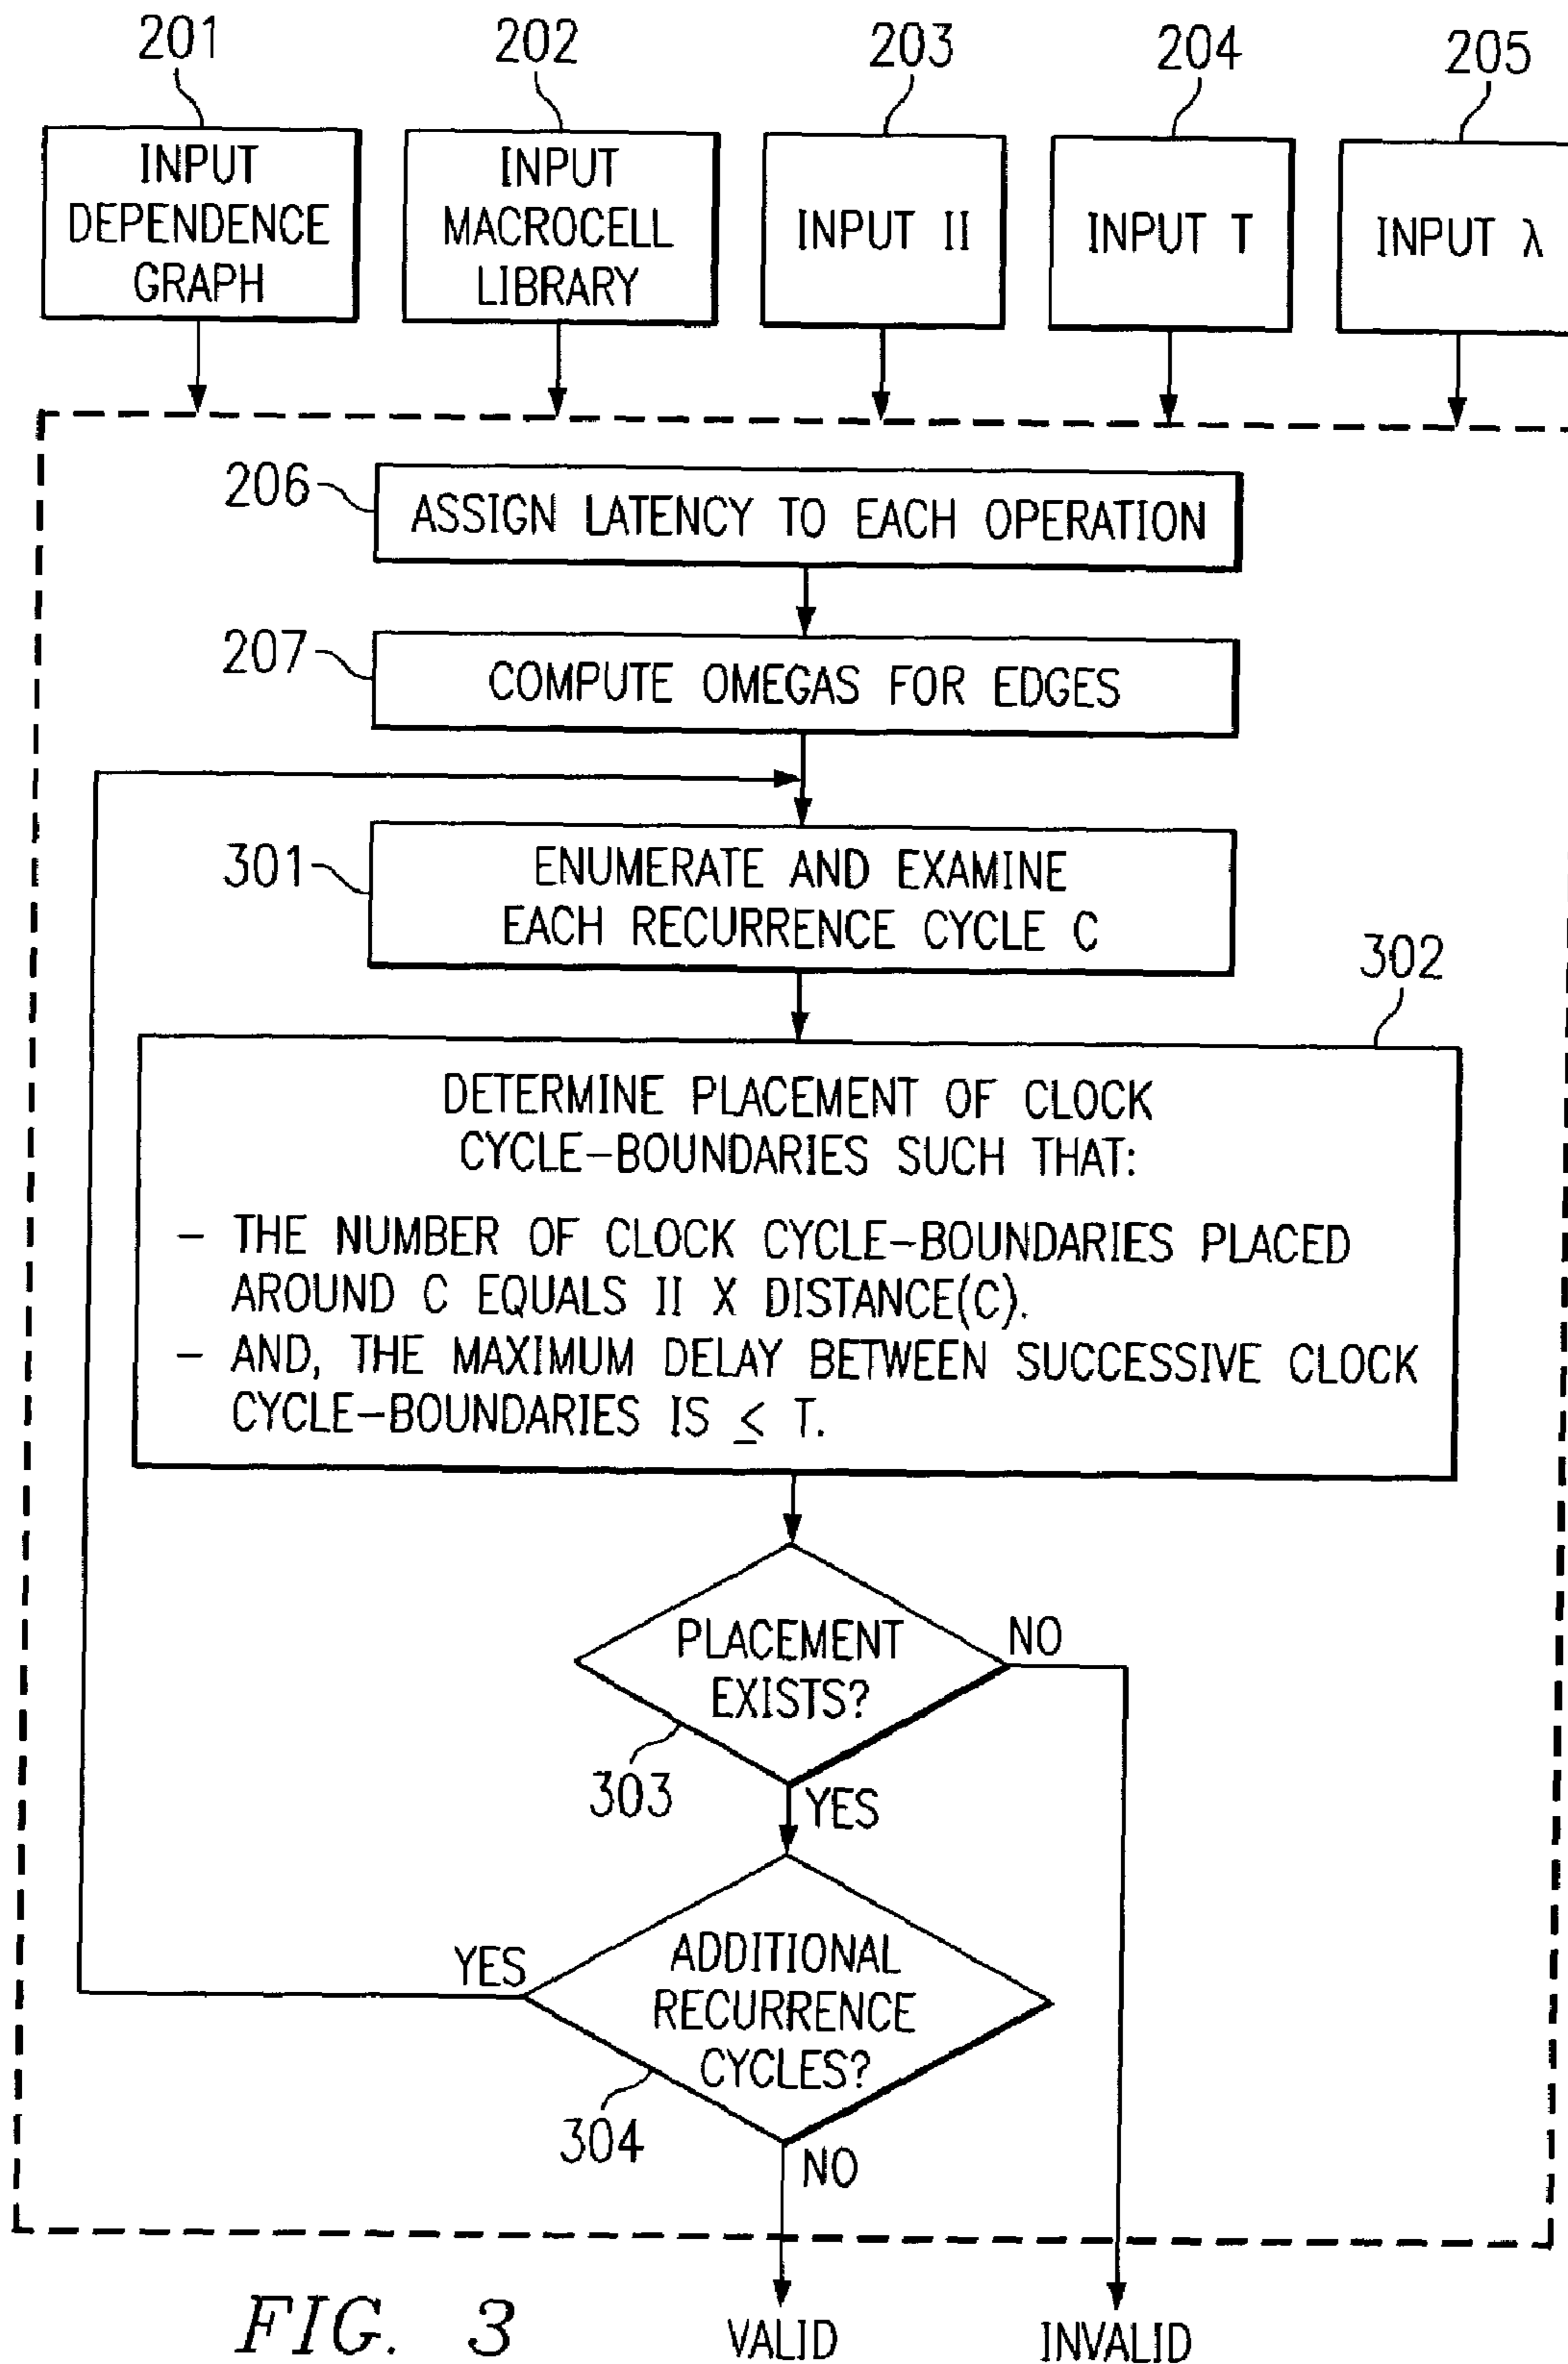 201
202
203
204
205
INPUT
DEPENDENCE
GRAPH
INPUT
MACROCELL
LIBRARY
INPUT II
INPUT T
INPUT λ
206
ASSIGN LATENCY TO EACH OPERATION
207
COMPUTE OMEGAS FOR EDGES
301
ENUMERATE AND EXAMINE
EACH RECURRENCE CYCLE C
302
DETERMINE PLACEMENT OF CLOCK
CYCLE-BOUNDARIES SUCH THAT:
- THE NUMBER OF CLOCK CYCLE-BOUNDARIES PLACED
AROUND C EQUALS II X DISTANCE(C).
- AND, THE MAXIMUM DELAY BETWEEN SUCCESSIVE CLOCK
CYCLE-BOUNDARIES IS ≤ T.
PLACEMENT
EXISTS?
NO
303
YES
YES
ADDITIONAL
RECURRENCE
CYCLES?
304
NO
FIG. 3
VALID
INVALID